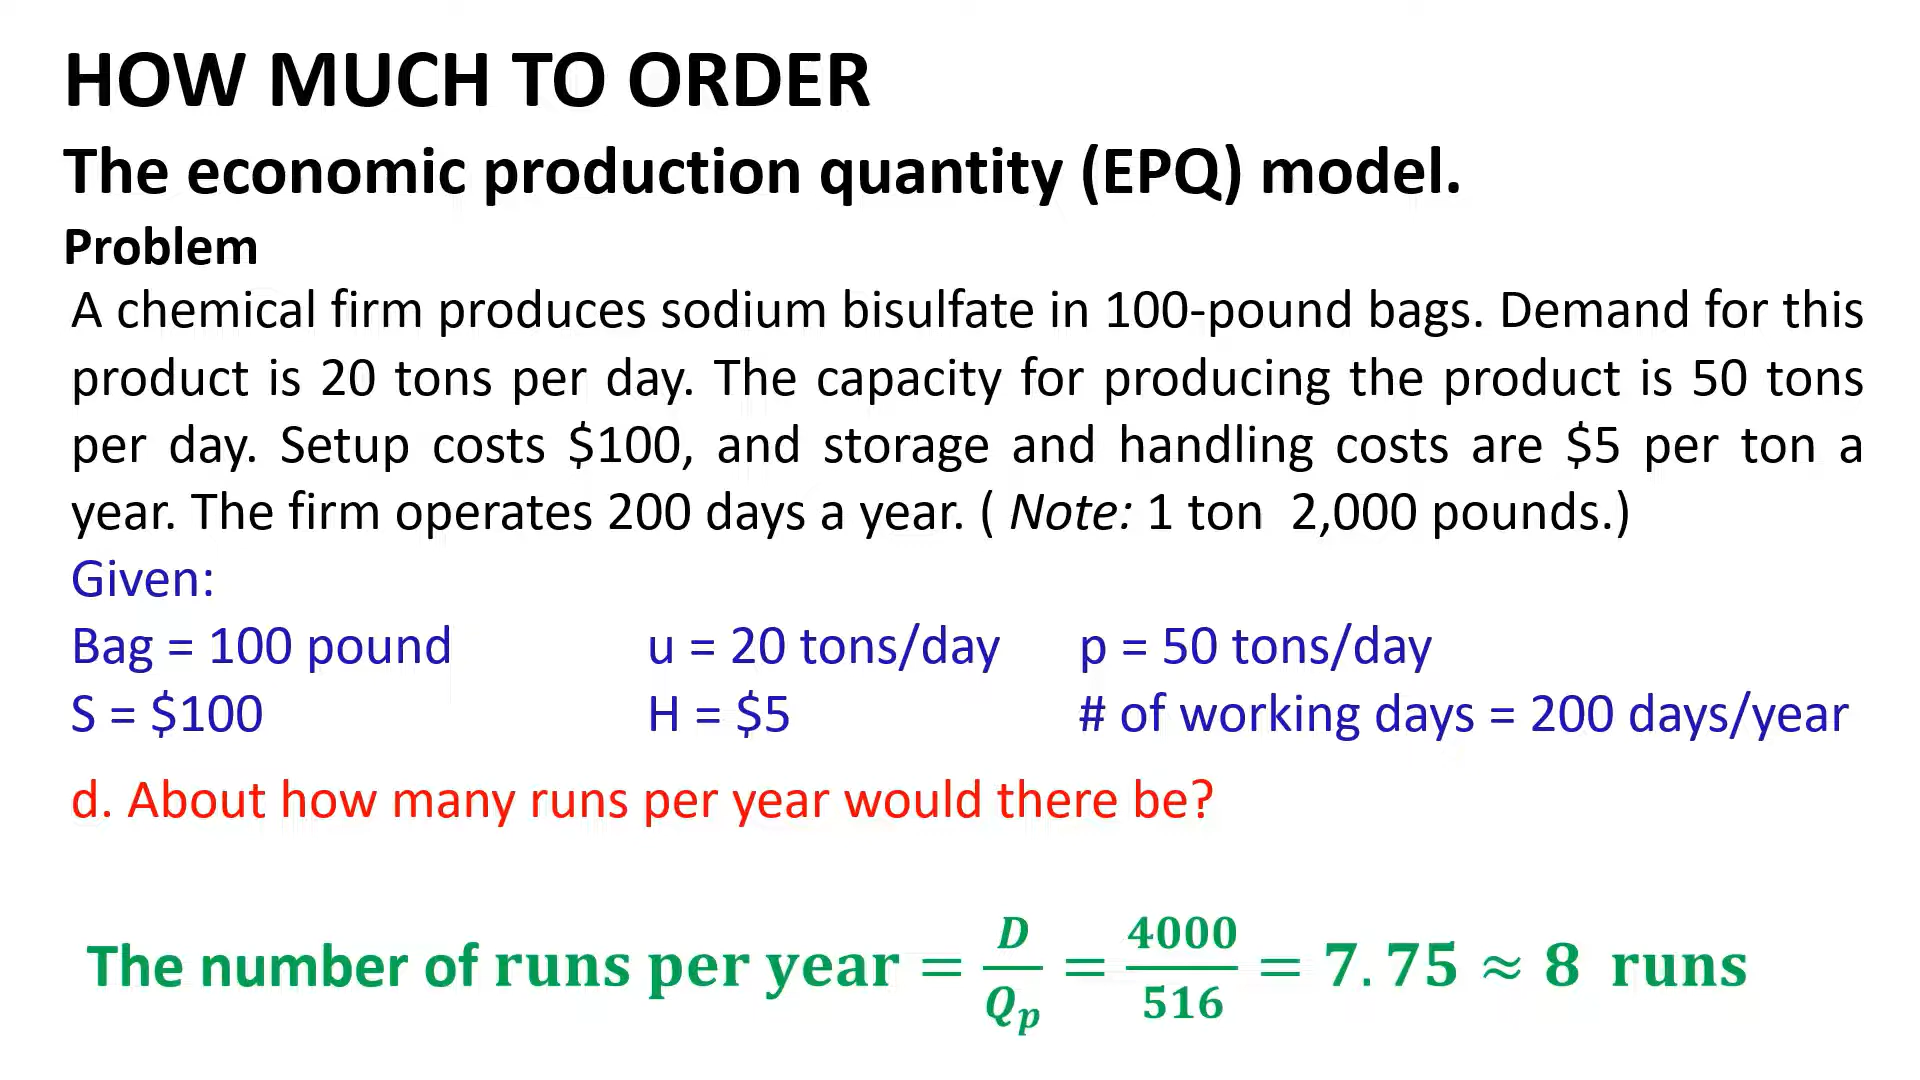 HOW MUCH TO ORDER
The economic production quantity (EPQ) model.
Problem
A chemical firm produces sodium bisulfate in 100-pound bags. Demand for this
product is 20 tons per day. The capacity for producing the product is 50 tons
per day. Setup costs $100, and storage and handling costs are $5 per ton a
year. The firm operates 200 days a year. ( Note: 1 ton  2,000 pounds.)
Given:
Bag = 100 pound u = 20 tons/day p = 50 tons/day
S = $100 H = $5 # of working days = 200 days/year
d. About how many runs per year would there be?
The number of runs per year = D/Qp = 4000/516 = 7.75 ≈ 8 runs